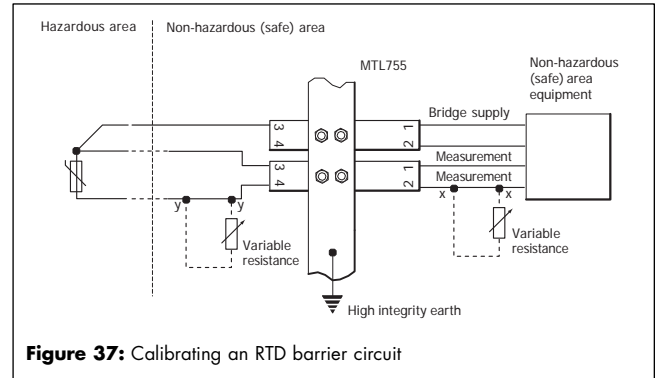 Hazardous area
Non-hazardous (safe) area
MTL755
Non-hazardous
(safe) area
equipment
Bridge supply
3
4
1
2
Measurement
3
4
1
2
Measurement
y
y
x
x
Variable
resistance
Variable
resistance
High integrity earth
Figure 37: Calibrating an RTD barrier circuit